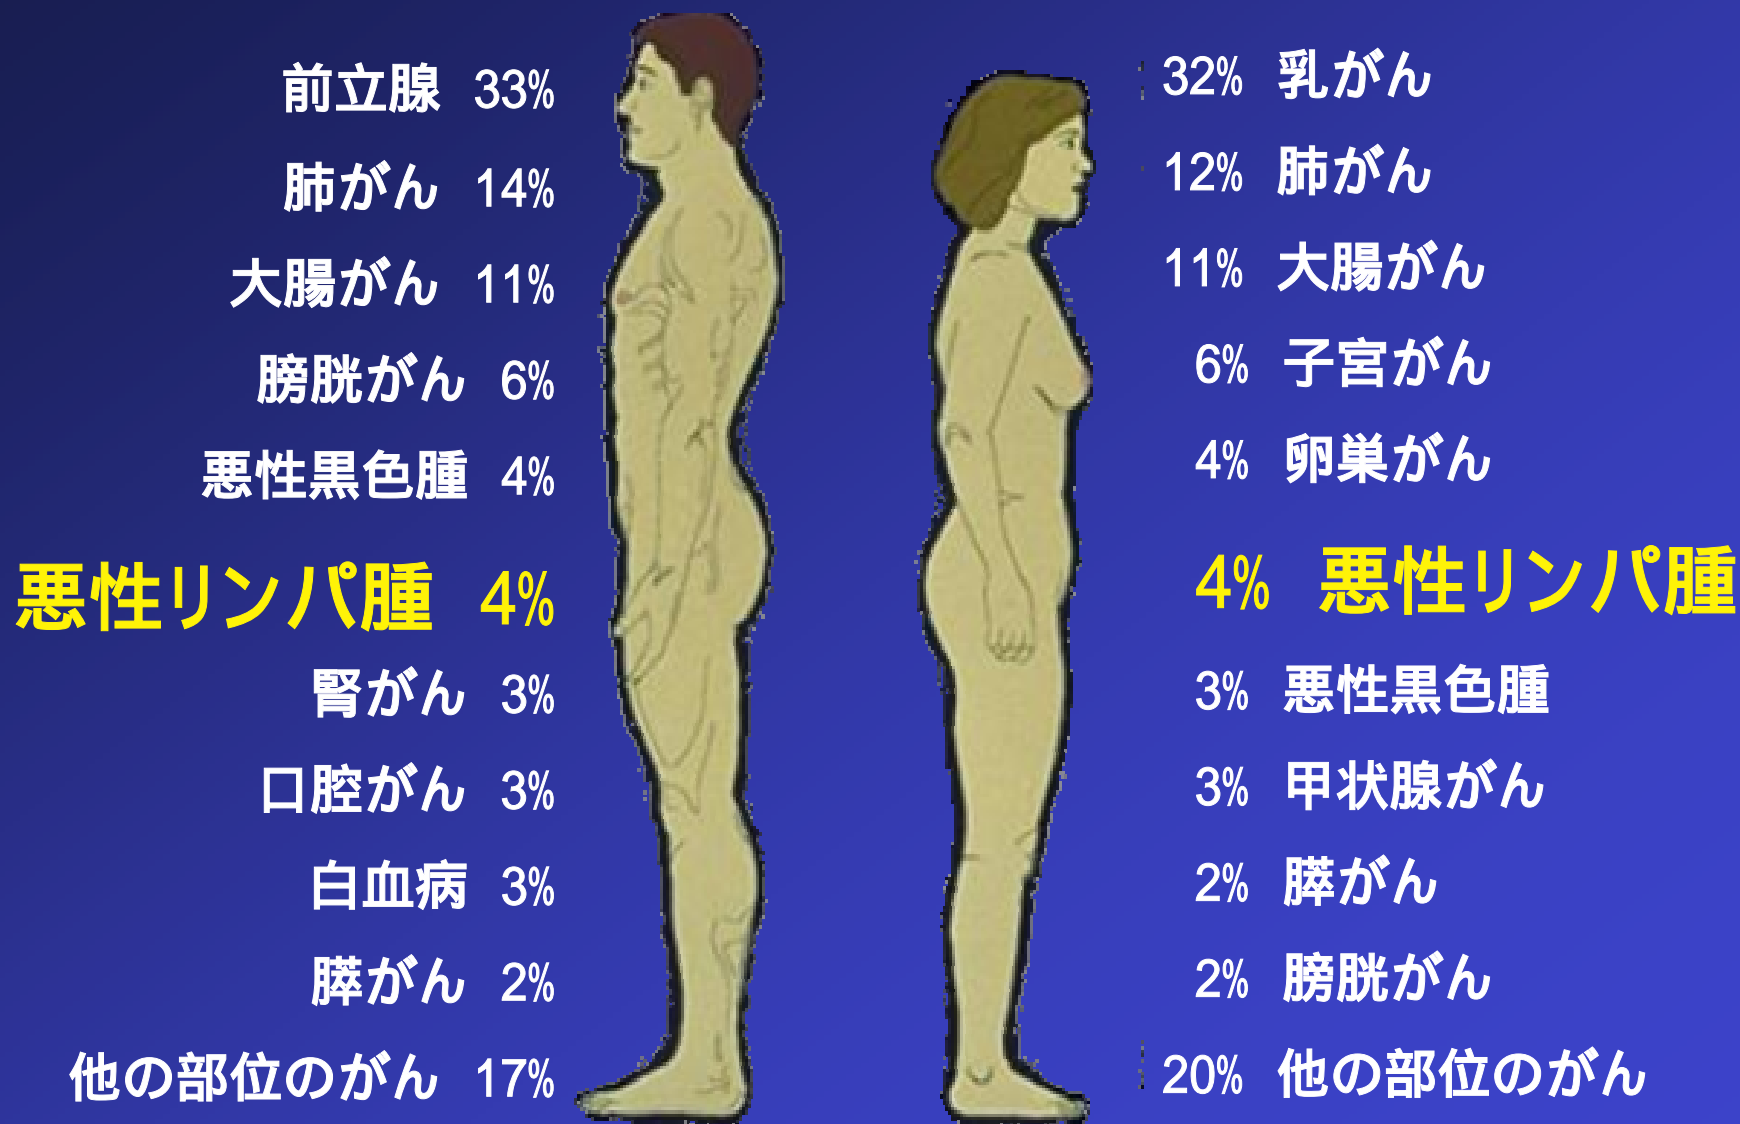 前立腺 33%
肺がん 14%
大腸がん 11%
膀胱がん 6%
悪性黒色腫 4%
悪性リンパ腫 4%
腎がん 3%
口腔がん 3%
白血病 3%
膵がん 2%
他の部位のがん 17%
32% 乳がん
12% 肺がん
11% 大腸がん
6% 子宮がん
4% 卵巣がん
4% 悪性リンパ腫
3% 悪性黒色腫
3% 甲状腺がん
2% 膵がん
2% 膀胱がん
20% 他の部位のがん